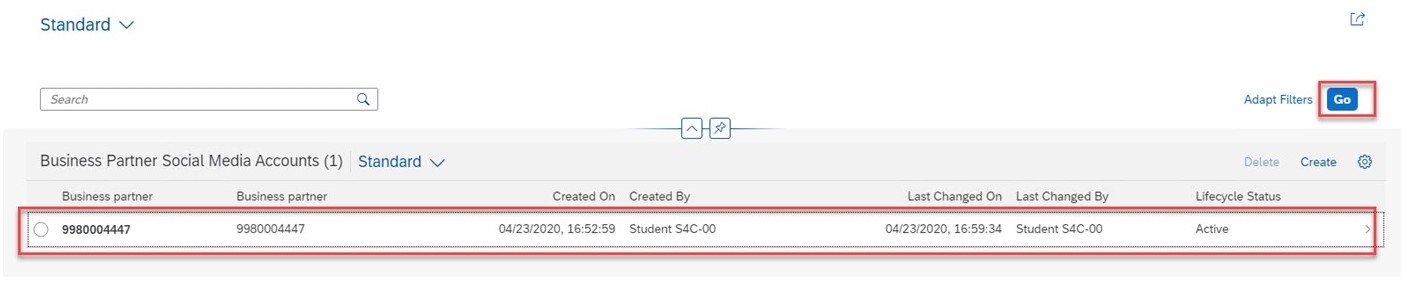 Standard
Search
Adapt Filters Go
Business Partner Social Media Accounts (1) Standard
Delete Create
Business partner Business partner Created On Created By Last Changed On Last Changed By Lifecycle Status
9980004447 9980004447 04/23/2020, 16:52:59 Student S4C-00 04/23/2020, 16:59:34 Student S4C-00 Active